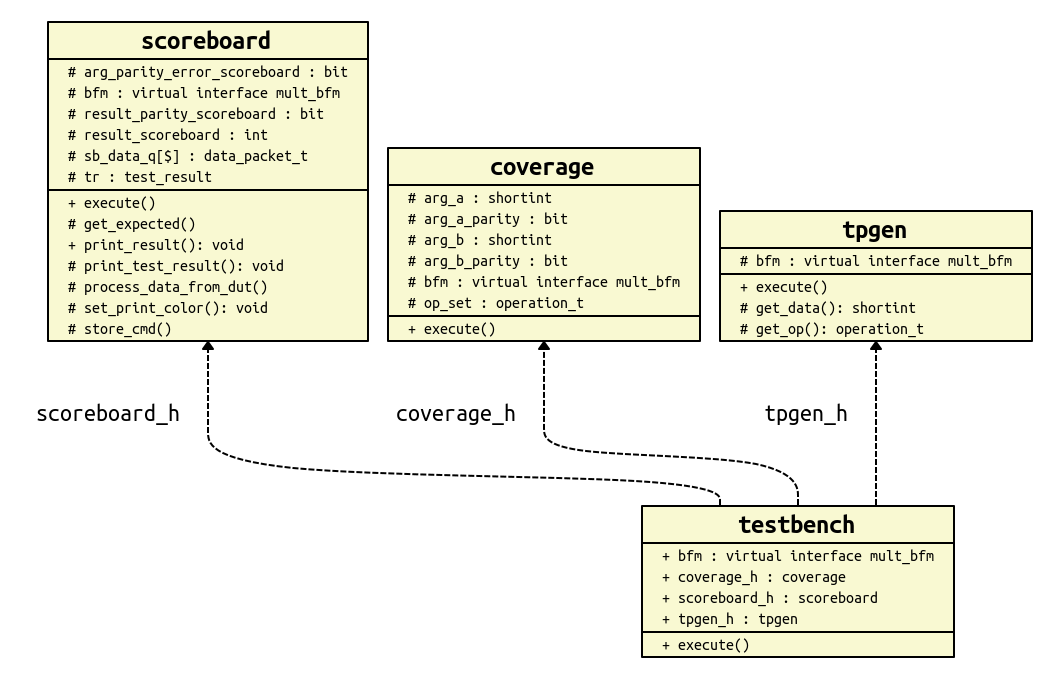 scoreboard
# arg_parity_error_scoreboard : bit
# bfm : virtual interface mult_bfm
# result_parity_scoreboard : bit
# result_scoreboard : int
# sb_data_q[$] : data_packet_t
# tr : test_result
+ execute()
# get_expected()
+ print_result(): void
# print_test_result(): void
# process_data_from_dut()
# set_print_color(): void
# store_cmd()
coverage
# arg_a : shortint
# arg_a_parity : bit
# arg_b : shortint
# arg_b_parity : bit
# bfm : virtual interface mult_bfm
# op_set : operation_t
+ execute()
tpgen
# bfm : virtual interface mult_bfm
+ execute()
# get_data(): shortint
# get_op(): operation_t
scoreboard_h
coverage_h
tpgen_h
testbench
+ bfm : virtual interface mult_bfm
+ coverage_h : coverage
+ scoreboard_h : scoreboard
+ tpgen_h : tpgen
+ execute()